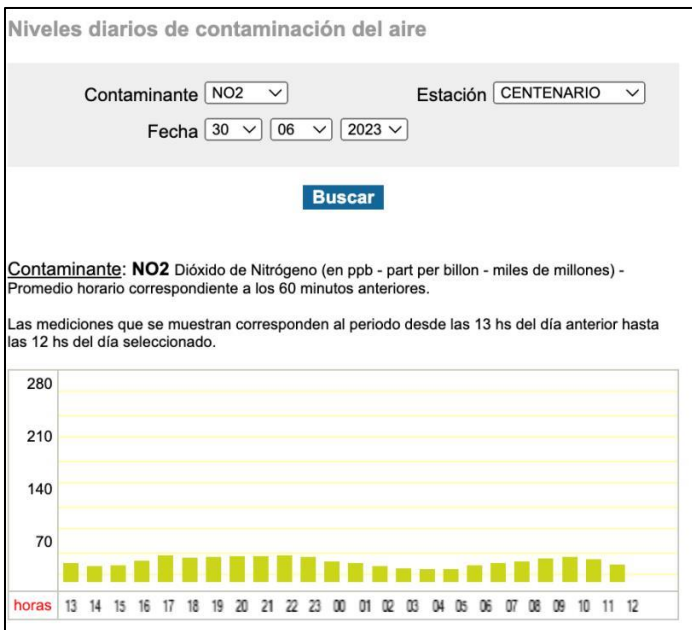 Niveles diarios de contaminación del aire
Contaminante NO2 Estación CENTENARIO
Fecha 30 06 2023
Buscar
Contaminante: NO2 Dióxido de Nitrógeno (en ppb - part per billon - miles de millones) -
Promedio horario correspondiente a los 60 minutos anteriores.
Las mediciones que se muestran corresponden al periodo desde las 13 hs del día anterior hasta
las 12 hs del día seleccionado.
280
210
140
70
horas 13 14 15 16 17 18 19 20 21 22 23 00 01 02 03 04 05 06 07 08 09 10 11 12